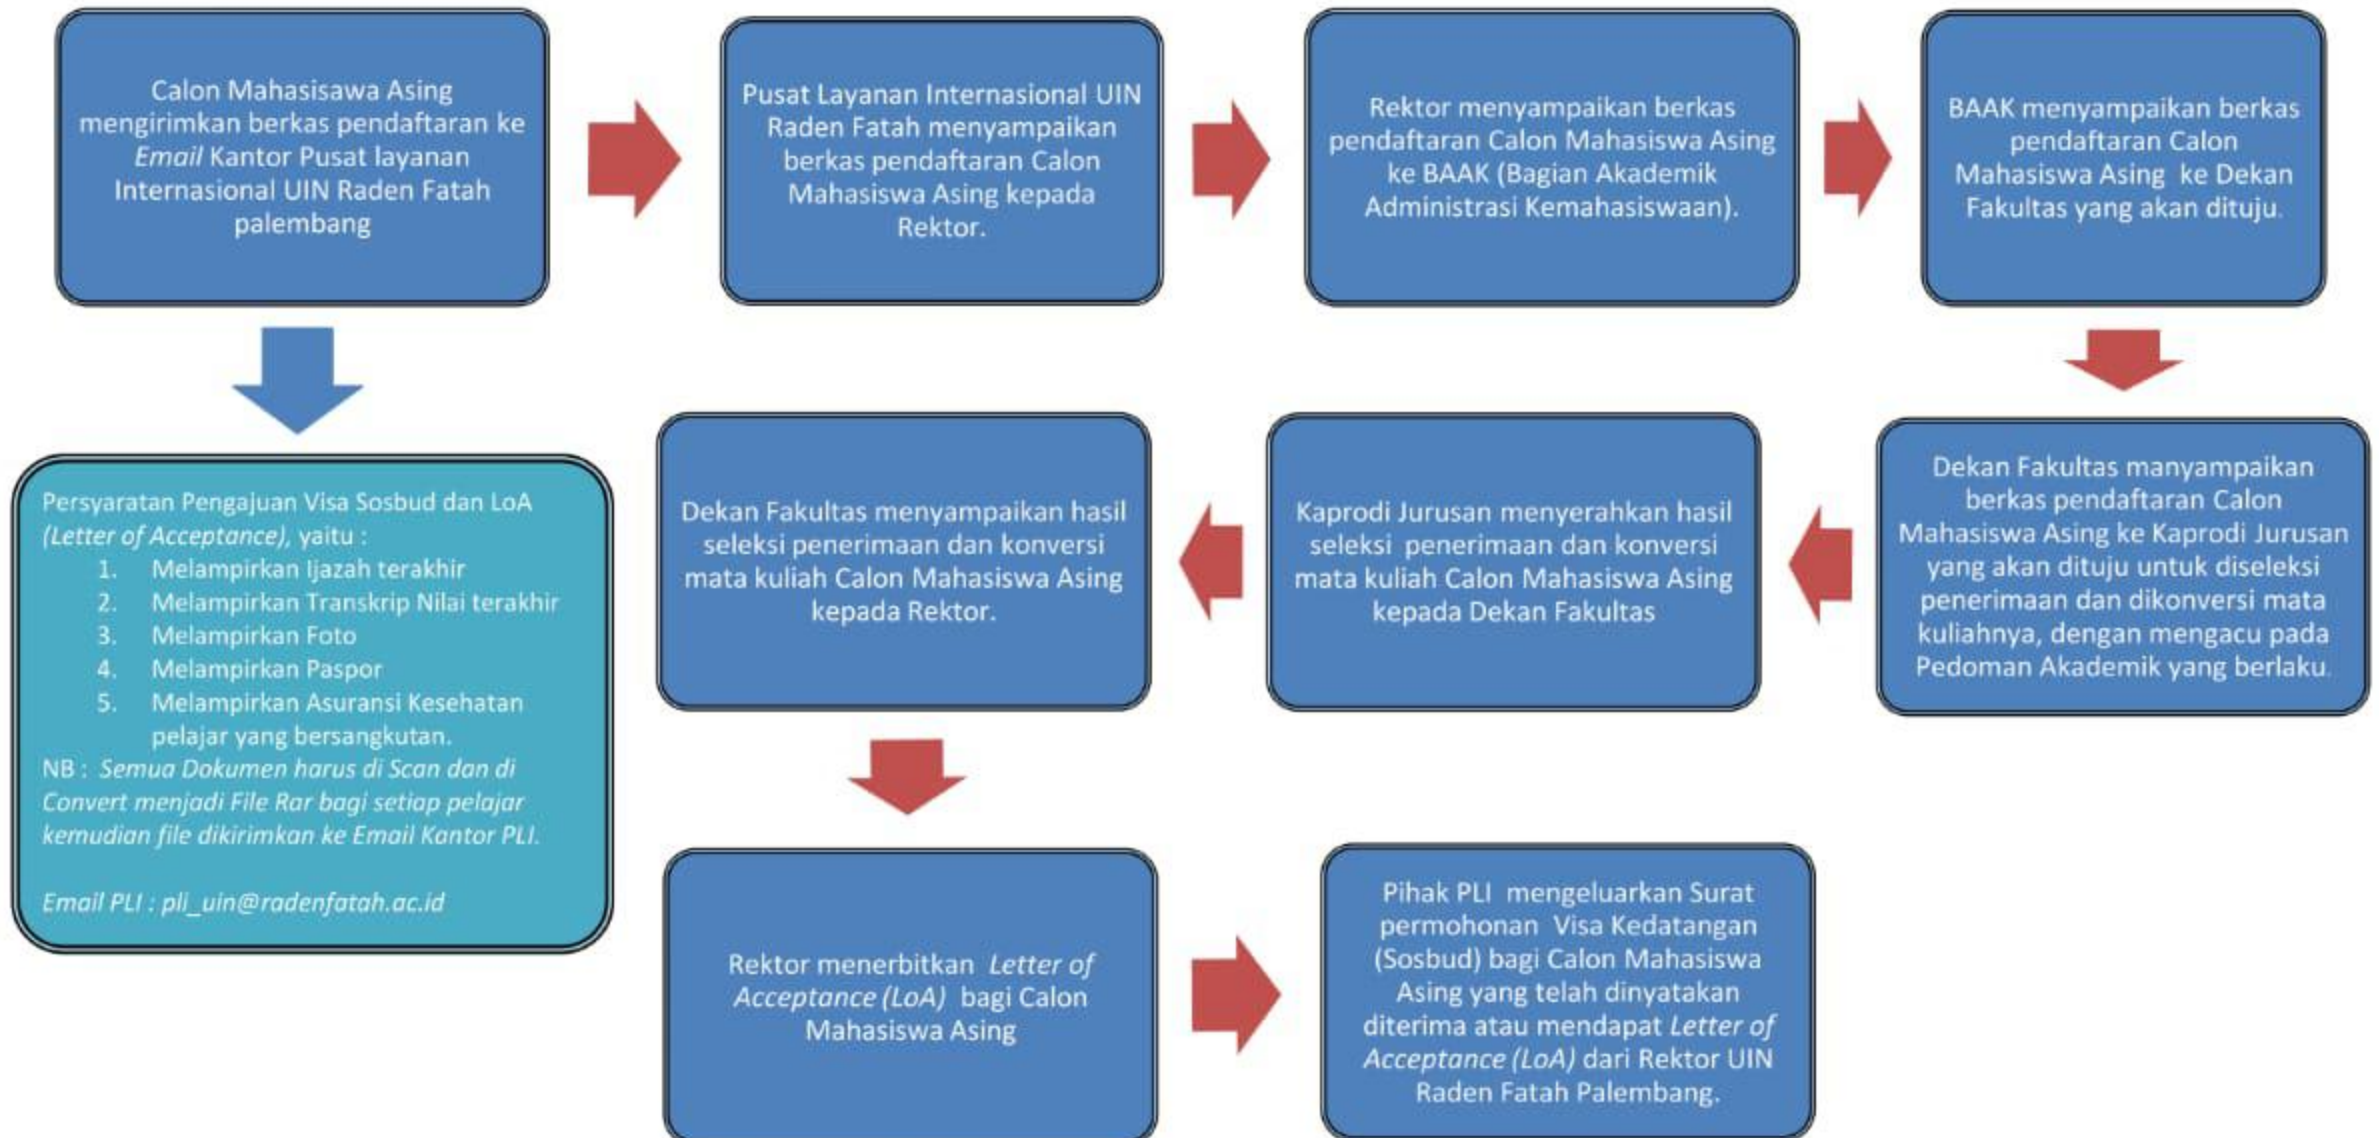 Calon Mahasisawa Asing
mengirimkan berkas pendaftaran ke
Email Kantor Pusat layanan
Internasional UIN Raden Fatah
palembang
Pusat Layanan Internasional UIN
Raden Fatah menyampaikan
berkas pendaftaran Calon
Mahasiswa Asing kepada
Rektor.
Rektor menyampaikan berkas
pendaftaran Calon Mahasiswa Asing
ke BAAK (Bagian Akademik
Administrasi Kemahasiswaan).
BAAK menyampaikan berkas
pendaftaran Calon
Mahasiswa Asing ke Dekan
Fakultas yang akan dituju.
Dekan Fakultas manyampaikan
berkas pendaftaran Calon
Mahasiswa Asing ke Kaprodi Jurusan
yang akan dituju untuk diseleksi
penerimaan dan dikonversi mata
kuliahnya, dengan mengacu pada
Pedoman Akademik yang berlaku.
Kaprodi Jurusan menyerahkan hasil
seleksi penerimaan dan konversi
mata kuliah Calon Mahasiswa Asing
kepada Dekan Fakultas
Dekan Fakultas menyampaikan hasil
seleksi penerimaan dan konversi
mata kuliah Calon Mahasiswa Asing
kepada Rektor.
Persyaratan Pengajuan Visa Sosbud dan LoA
(Letter of Acceptance), yaitu :
1. Melampirkan Ijazah terakhir
2. Melampirkan Transkrip Nilai terakhir
3. Melampirkan Foto
4. Melampirkan Paspor
5. Melampirkan Asuransi Kesehatan
pelajar yang bersangkutan.
NB : Semua Dokumen harus di Scan dan di
Convert menjadi File Rar bagi setiap pelajar
kemudian file dikirimkan ke Email Kantor PLI.
Email PLI : pli_uin@radenfatah.ac.id
Rektor menerbitkan Letter of
Acceptance (LoA) bagi Calon
Mahasiswa Asing
Pihak PLI mengeluarkan Surat
permohonan Visa Kedatangan
(Sosbud) bagi Calon Mahasiswa
Asing yang telah dinyatakan
diterima atau mendapat Letter of
Acceptance (LoA) dari Rektor UIN
Raden Fatah Palembang.